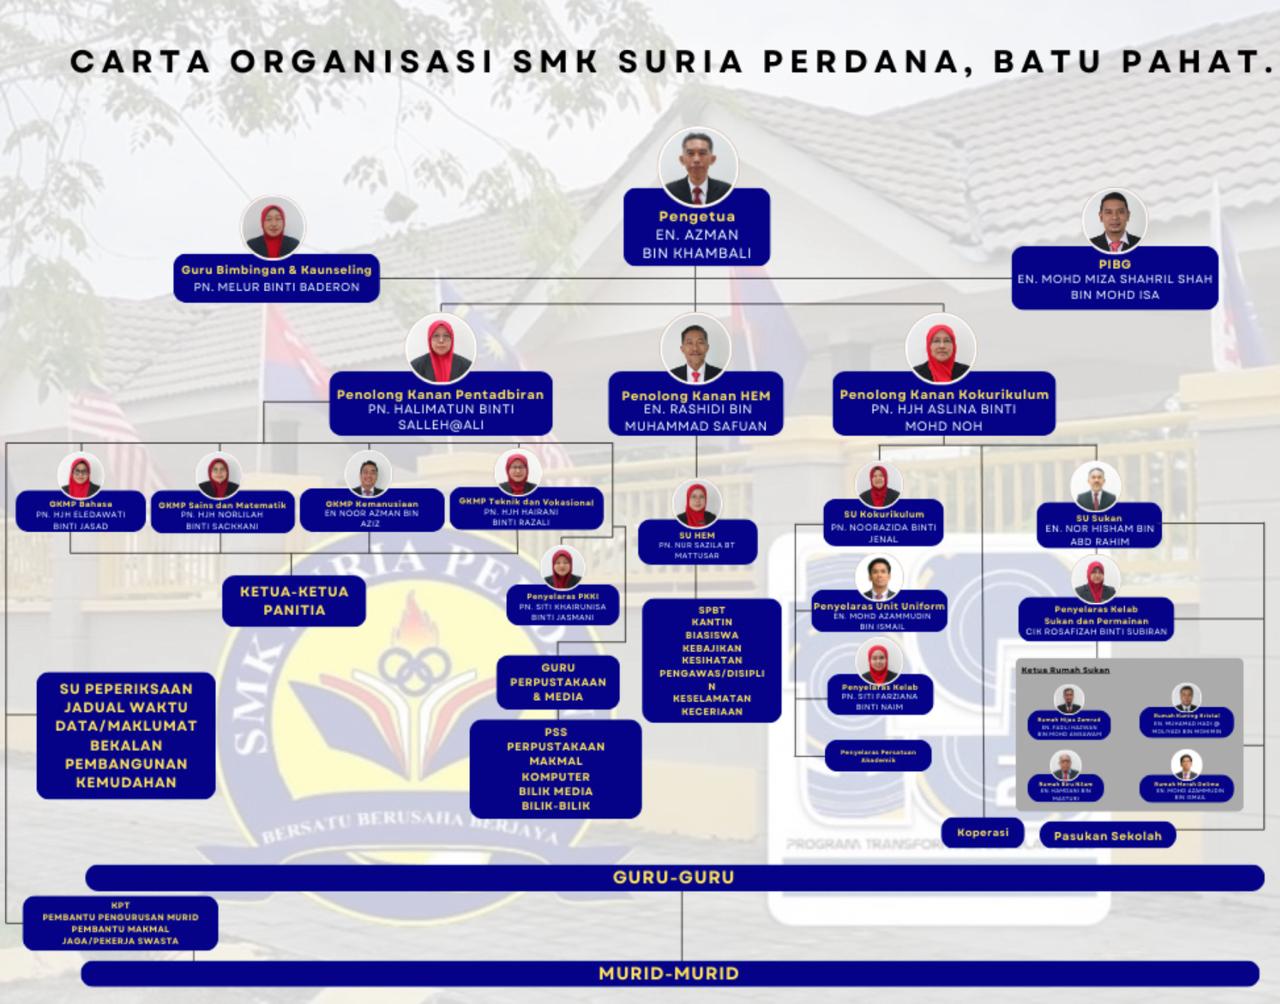 CARTA ORGANISASI SMK SURIA PERDANA, BATU PAHAT.
Pengetua
EN. AZMAN
BIN KHAMBALI
Guru Bimbingan & Kaunseling
PN. MELUR BINTI BADERON
PIBG
EN. MOHD MIZA SHAHRIL SHAH
BIN MOHD ISA
Penolong Kanan Pentadbiran
PN. HALIMATUN BINTI
SALLEH@ALI
Penolong Kanan HEM
EN. RASHIDI BIN
MUHAMMAD SAFUAN
Penolong Kanan Kokurikulum
PN. HJH ASLINA BINTI
MOHD NOH
GKMP Bahasa
PN. HJH ELEDAWATI
BINTI JASAD
GKMP Sains dan Matematik
PN. HJH NORLILAH
BINTI SACKKANI
GKMP Kemanusiaan
EN NOOR AZMAN BIN
AZIZ
GKMP Teknik dan Vokasional
PN. HJH HAIRANI
BINTI RAZALI
SU HEM
PN. NUR SAZILA BT
MATTUSAR
SU Kokurikulum
PN. NOORAZIDA BINTI
JENAL
SU Sukan
EN. NOR HISHAM BIN
ABD RAHIM
KETUA-KETUA
PANITIA
Penyelaras PKKI
PN. SITI KHAIRUNISA
BINTI JASMANI
Penyelaras Unit Uniform
EN. MOHD AZAMMUDIN
BIN ISMAIL
Penyelaras Kelab
Sukan dan Permainan
CIK ROSAFIZAH BINTI SUBIRAN
SPBT
KANTIN
BIASISWA
KEBAJIKAN
KESIHATAN
PENGAWAS/DISIPLI
N
KESELAMATAN
KECERIAAN
GURU
PERPUSTAKAAN
& MEDIA
Penyelaras Kelab
PN. SITI FARZIANA
BINTI NAIM
Ketua Rumah Sukan
Rumah Hijau Zamrud
EN. FADLI HADWAN
BIN MOHD ANNAWAWI
Rumah Kuning Kristal
EN. MUHAMAD HADI @
MOLIYADI BIN MOHIMIN
SU PEPERIKSAAN
JADUAL WAKTU
DATA/MAKLUMAT
BEKALAN
PEMBANGUNAN
KEMUDAHAN
PSS
PERPUSTAKAAN
MAKMAL
KOMPUTER
BILIK MEDIA
BILIK-BILIK
Penyelaras Persatuan
Akademik
Rumah Biru Nilam
EN. HAMDANI BIN
MASTURI
Rumah Merah Delima
EN. MOHD AZAMMUDIN
BIN ISMAIL
Koperasi
Pasukan Sekolah
SMK SURIA PERDANA
BERSATU BERUSAHA BERJAYA
PROGRAM TRANSFOR
GURU-GURU
KPT
PEMBANTU PENGURUSAN MURID
PEMBANTU MAKMAL
JAGA/PEKERJA SWASTA
MURID-MURID